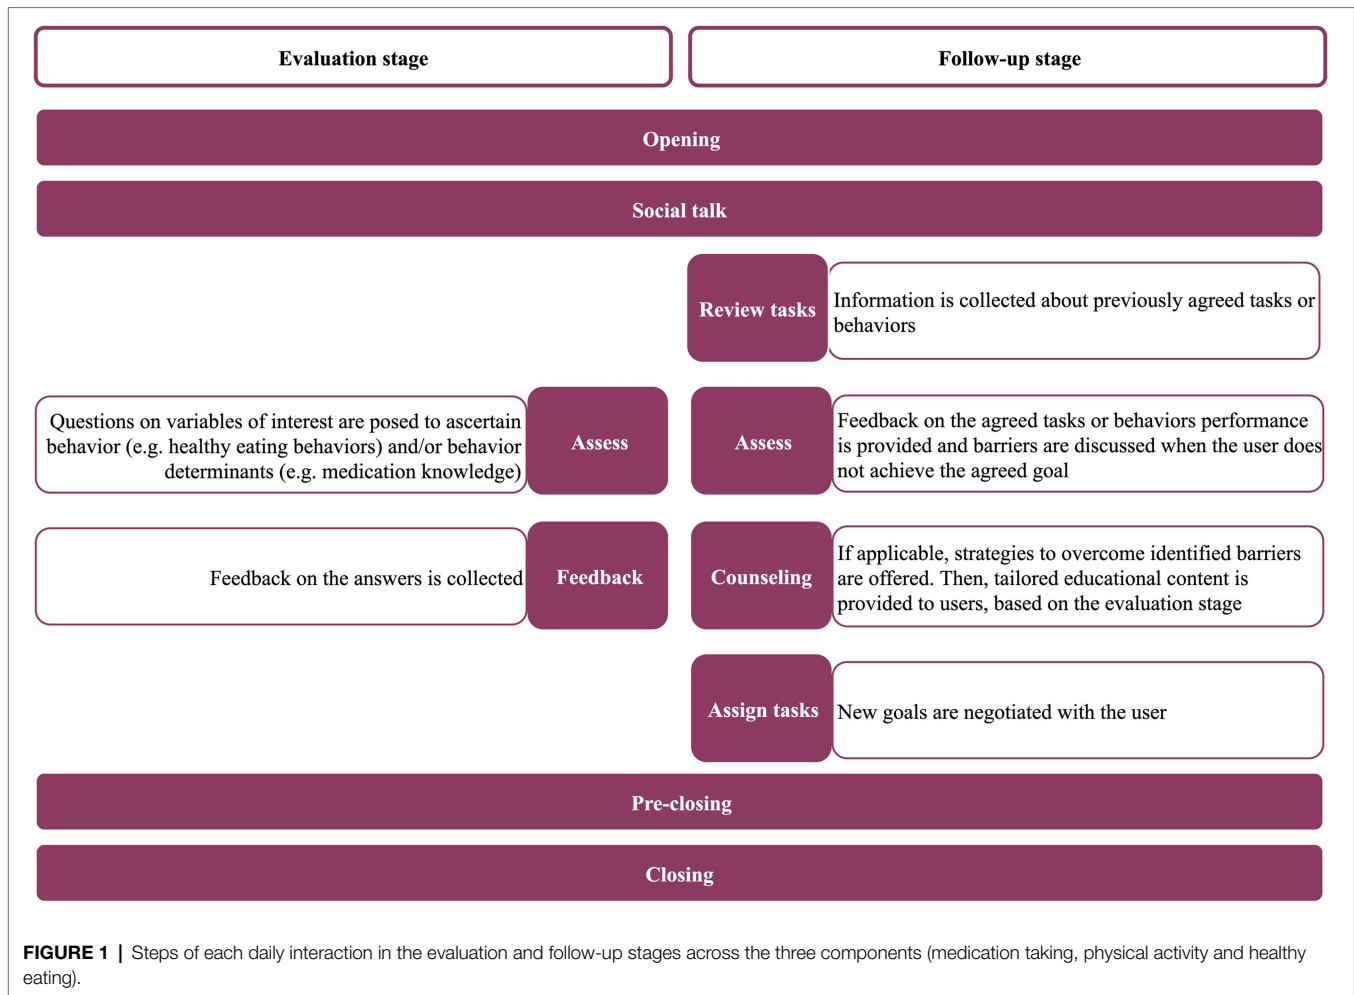 Evaluation stage
Follow-up stage
Opening
Social talk
Review tasks
Information is collected about previously agreed tasks or
behaviors
Questions on variables of interest are posed to ascertain
behavior (e.g. healthy eating behaviors) and/or behavior
determinants (e.g. medication knowledge)
Assess
Assess
Feedback on the agreed tasks or behaviors performance
is provided and barriers are discussed when the user does
not achieve the agreed goal
Feedback on the answers is collected
Feedback
Counseling
If applicable, strategies to overcome identified barriers
are offered. Then, tailored educational content is
provided to users, based on the evaluation stage
Assign tasks
New goals are negotiated with the user
Pre-closing
Closing
FIGURE 1 | Steps of each daily interaction in the evaluation and follow-up stages across the three components (medication taking, physical activity and healthy
eating).